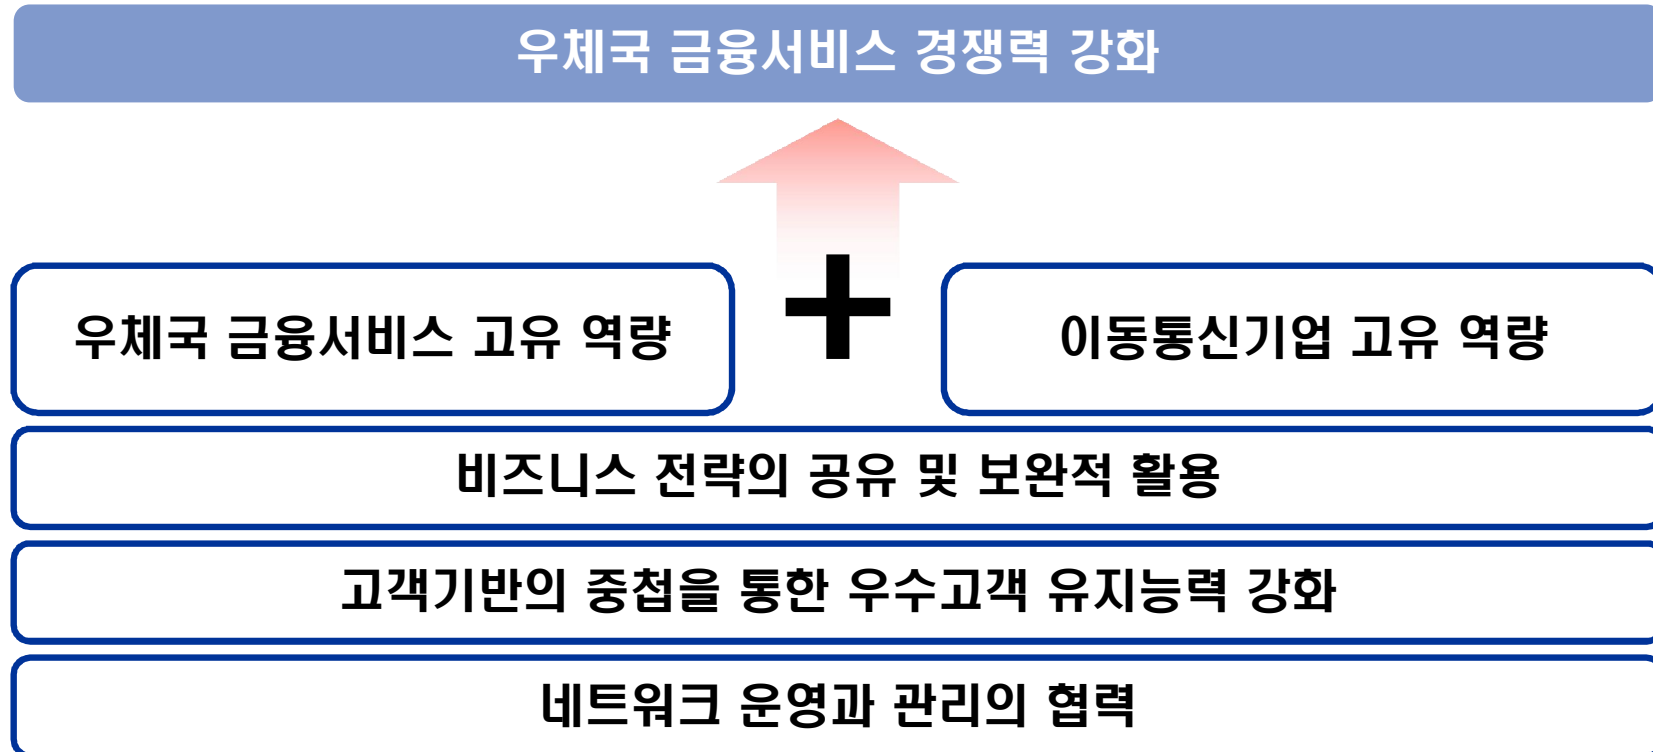 우체국 금융서비스 경쟁력 강화
+
우체국 금융서비스 고유 역량
이동통신기업 고유 역량
비즈니스 전략의 공유 및 보완적 활용
고객기반의 중첩을 통한 우수고객 유지능력 강화
네트워크 운영과 관리의 협력